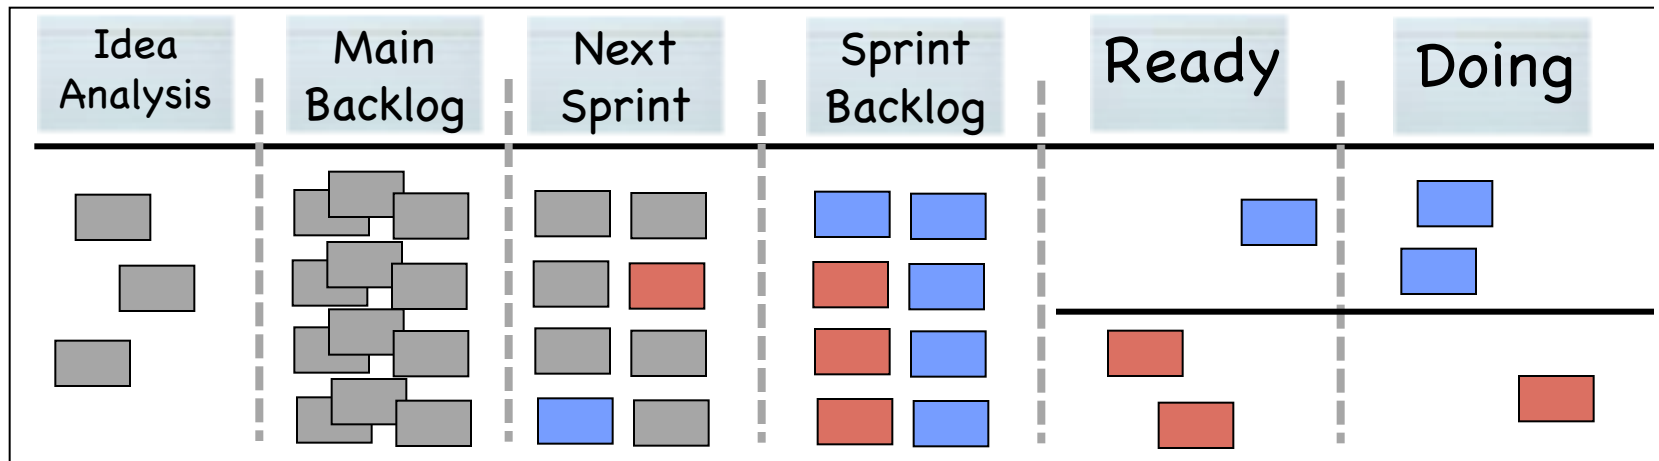 Idea
Analysis
Main
Backlog
Next
Sprint
Sprint
Backlog
Ready
Doing